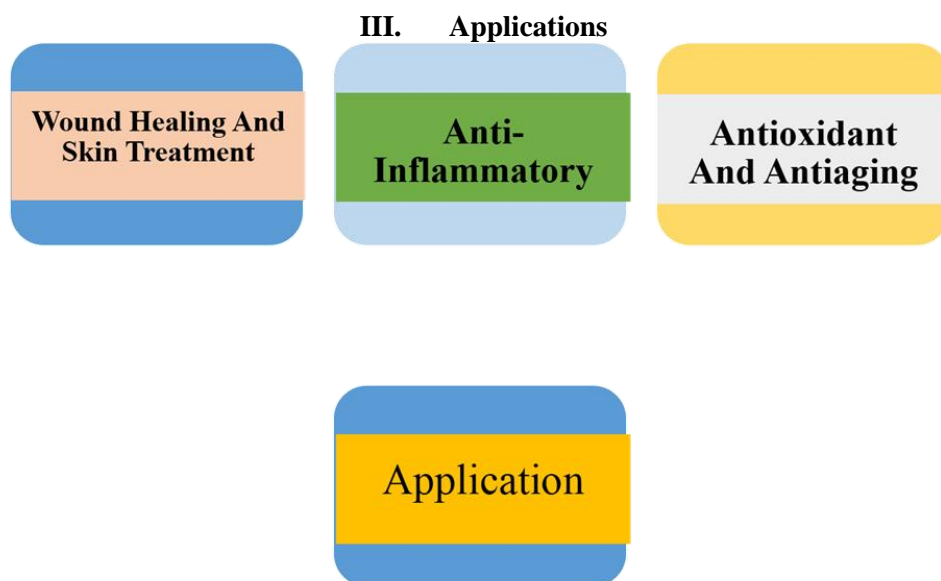 III. Applications
Wound Healing And
Skin Treatment
Anti-
Inflammatory
Antioxidant
And Antiaging
Application